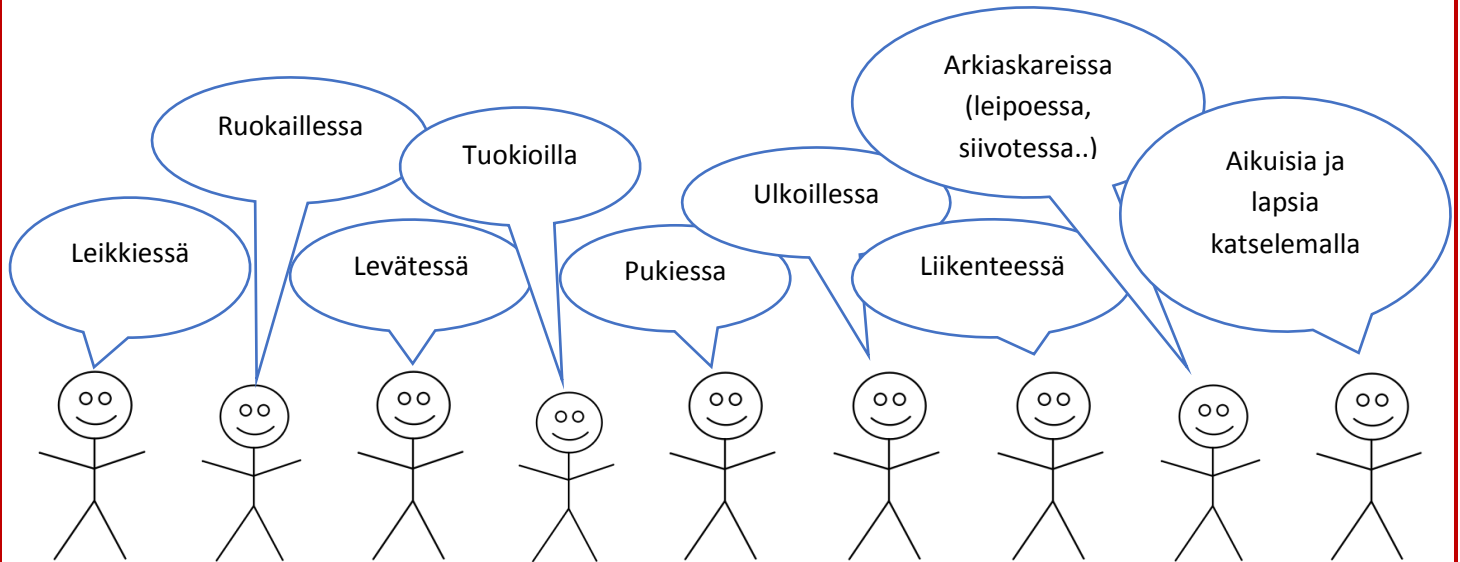 Leikkiessä
Ruokaillessa
Levätessä
Tuokioilla
Pukiessa
Ulkoillessa
Liikenteessä
Arkiaskareissa
(leipoessa,
siivotessa..)
Aikuisia ja
lapsia
katselemalla